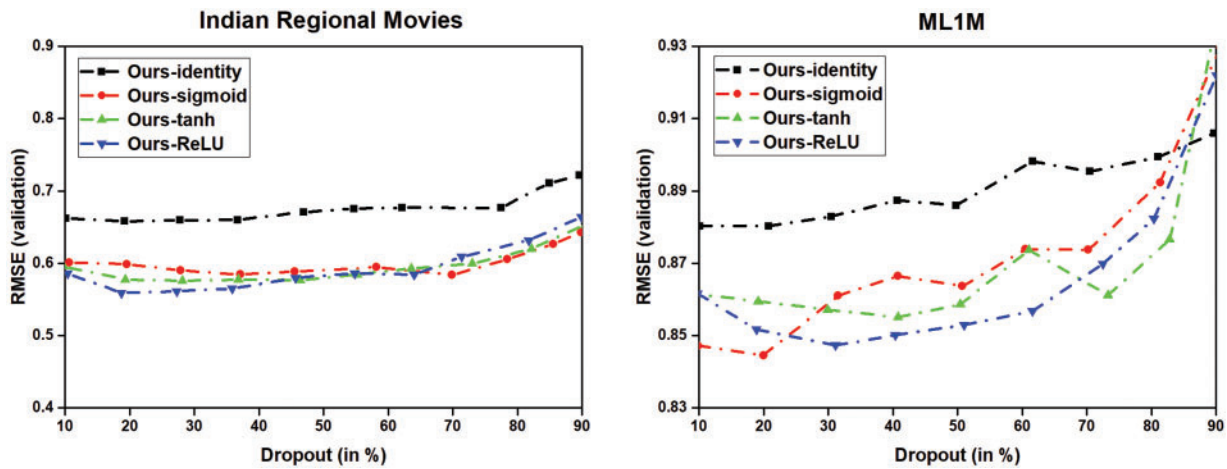 Indian Regional Movies
0.9
0.8
0.7
0.6
0.5
0.4
RMSE (validation)
Ours-identity
Ours-sigmoid
Ours-tanh
Ours-ReLU
10 20 30 40 50 60 70 80 90
Dropout (in %)
ML1M
0.93
0.91
0.89
0.87
0.85
0.83
RMSE (validation)
Ours-identity
Ours-sigmoid
Ours-tanh
Ours-ReLU
10 20 30 40 50 60 70 80 90
Dropout (in %)